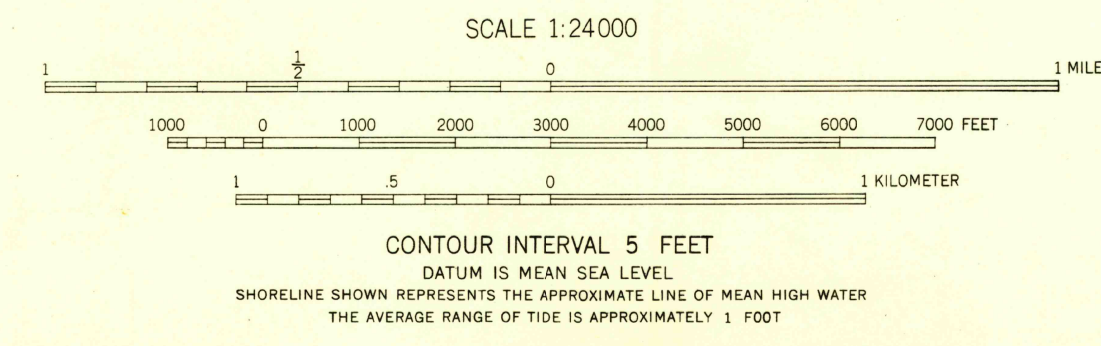 SCALE 1:24000
1 1/2 0 1 MILE
1000 0 1000 2000 3000 4000 5000 6000 7000 FEET
1 .5 0 1 KILOMETER
CONTOUR INTERVAL 5 FEET
DATUM IS MEAN SEA LEVEL
SHORELINE SHOWN REPRESENTS THE APPROXIMATE LINE OF MEAN HIGH WATER
THE AVERAGE RANGE OF TIDE IS APPROXIMATELY 1 FOOT